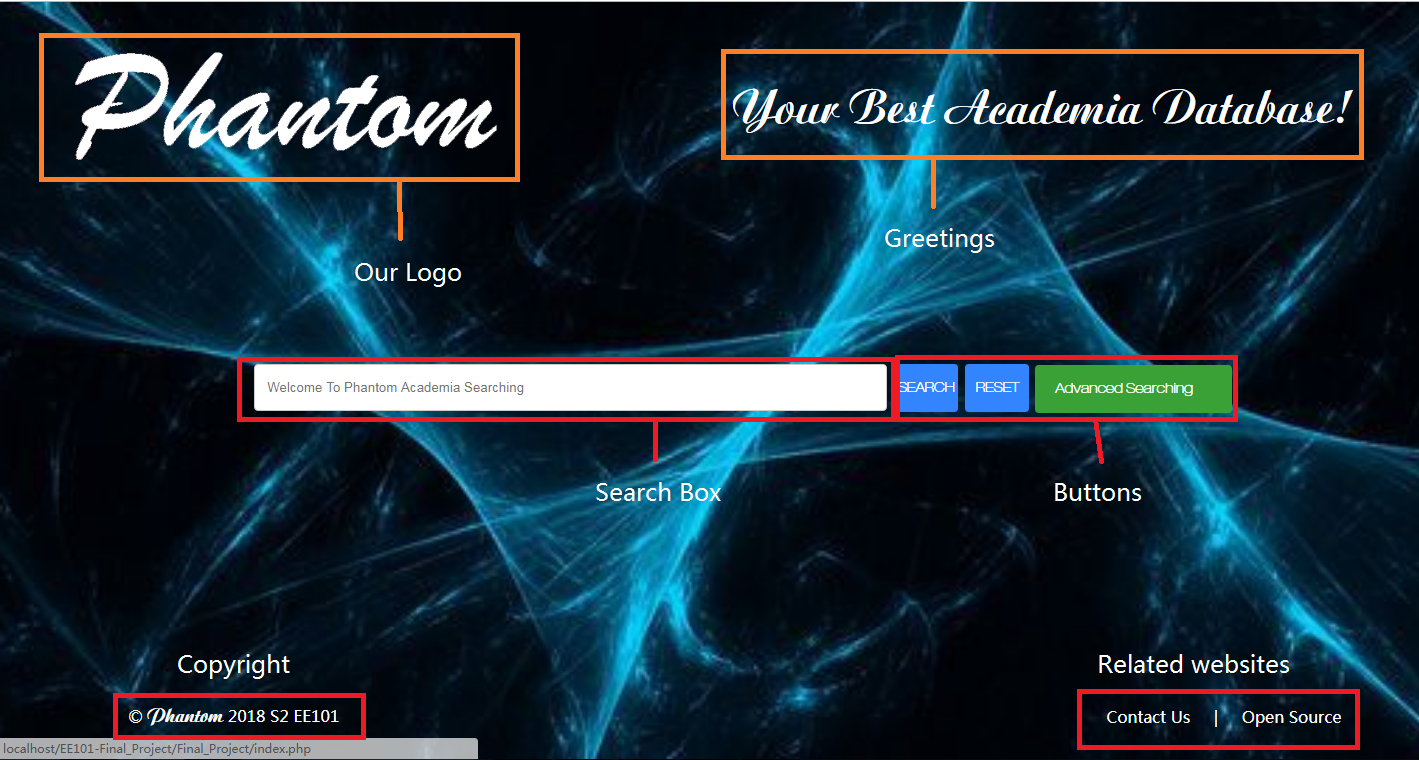 Phantom
Your Best Academia Database!
Greetings
Our Logo
Welcome To Phantom Academia Searching
SEARCH
RESET
Advanced Searching
Search Box
Buttons
Copyright
Related websites
© Phantom 2018 S2 EE101
Contact Us | Open Source
localhost/EE101-Final_Project/Final_Project/index.php